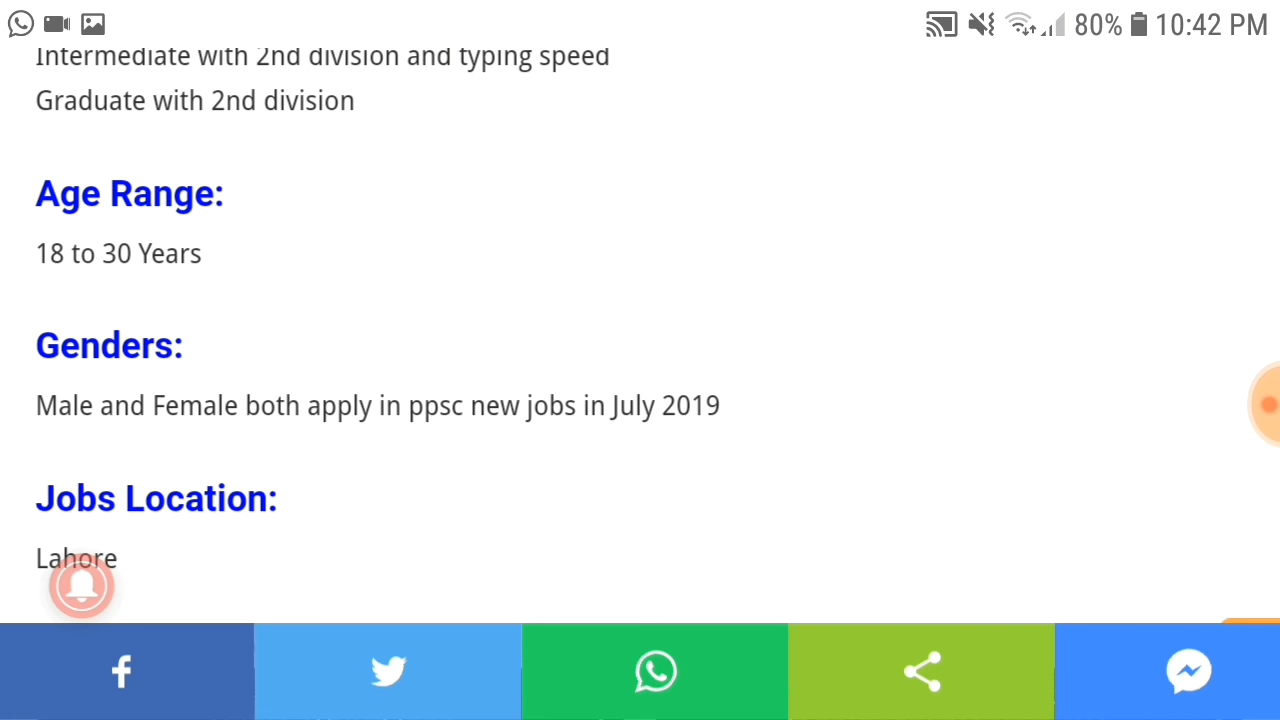 80% 10:42 PM
Intermediate with 2nd division and typing speed
Graduate with 2nd division
Age Range:
18 to 30 Years
Genders:
Male and Female both apply in ppsc new jobs in July 2019
Jobs Location:
Lahore